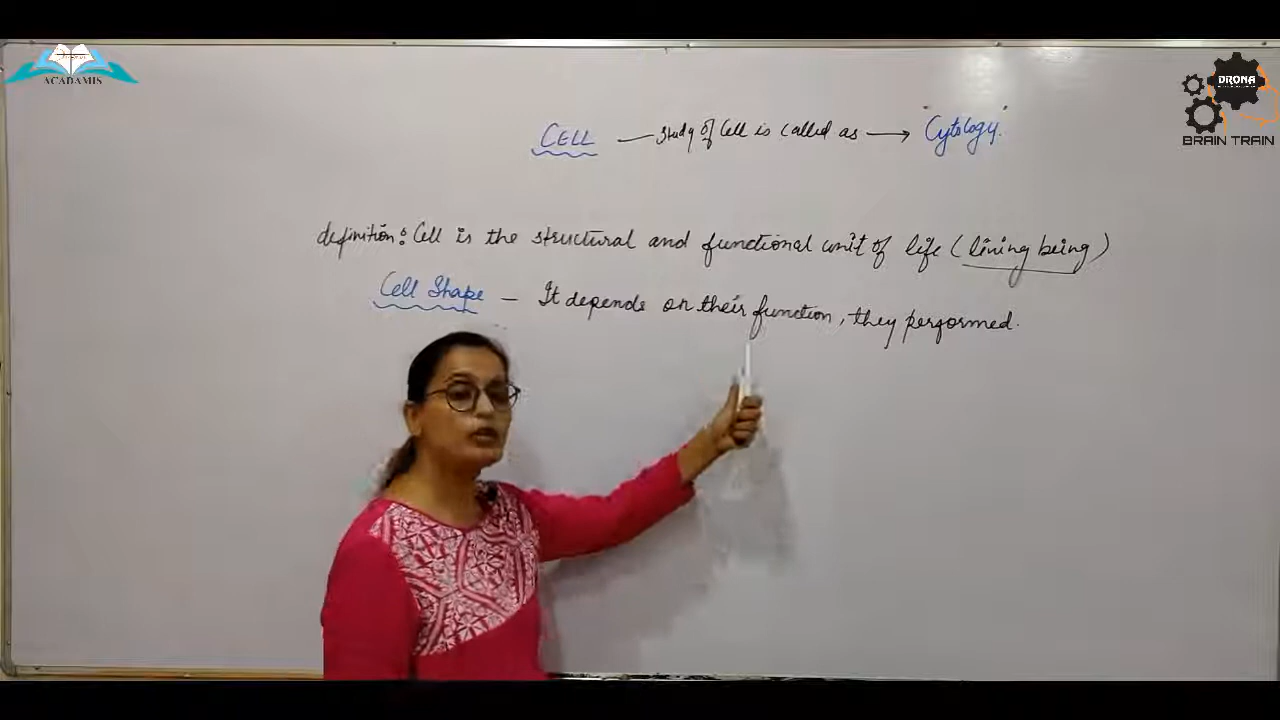 ACADAMIS
DRONA
BRAIN TRAIN
CELL — study of Cell is called as → "Cytology".
definition: Cell is the structural and functional unit of life (lining being)
Cell Shape – It depends on their function, they performed.